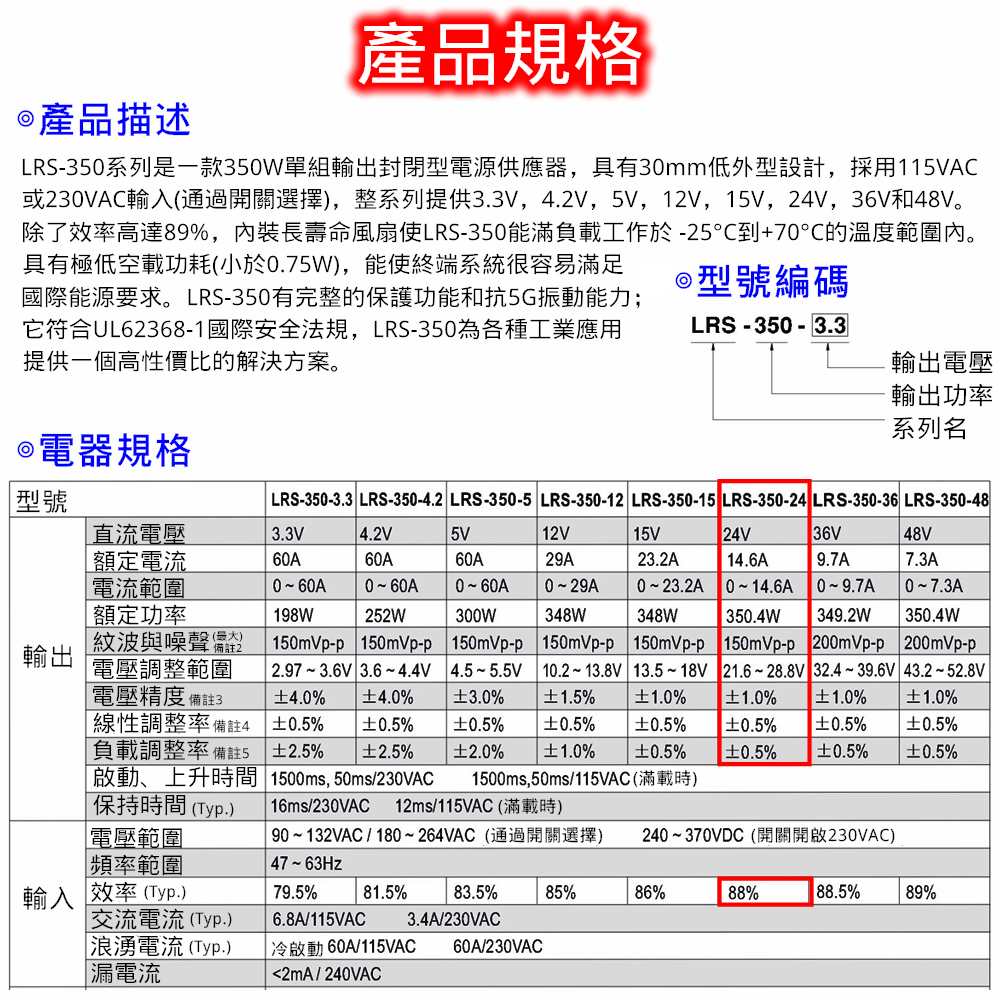 產品規格
◎產品描述
LRS-350系列是一款350W單組輸出封閉型電源供應器，具有30mm低外型設計，採用115VAC
或230VAC輸入(通過開關選擇)，整系列提供3.3V，4.2V，5V，12V，15V，24V，36V和48V。
除了效率高達89%，內裝長壽命風扇使LRS-350能滿負載工作於 -25°C到+70°C的溫度範圍內。
具有極低空載功耗(小於0.75W)，能使終端系統很容易滿足
國際能源要求。LRS-350有完整的保護功能和抗5G振動能力；
它符合UL62368-1國際安全法規，LRS-350為各種工業應用
提供一個高性價比的解決方案。
◎型號編碼
LRS - 350 - 3.3
輸出電壓
輸出功率
系列名
◎電器規格
型號 LRS-350-3.3 LRS-350-4.2 LRS-350-5 LRS-350-12 LRS-350-15 LRS-350-24 LRS-350-36 LRS-350-48
輸出
直流電壓 3.3V 4.2V 5V 12V 15V 24V 36V 48V
額定電流 60A 60A 60A 29A 23.2A 14.6A 9.7A 7.3A
電流範圍 0~60A 0~60A 0~60A 0~29A 0~23.2A 0~14.6A 0~9.7A 0~7.3A
額定功率 198W 252W 300W 348W 348W 350.4W 349.2W 350.4W
紋波與噪聲(最大)備註2 150mVp-p 150mVp-p 150mVp-p 150mVp-p 150mVp-p 150mVp-p 200mVp-p 200mVp-p
電壓調整範圍 2.97~3.6V 3.6~4.4V 4.5~5.5V 10.2~13.8V 13.5~18V 21.6~28.8V 32.4~39.6V 43.2~52.8V
電壓精度 備註3 ±4.0% ±4.0% ±3.0% ±1.5% ±1.0% ±1.0% ±1.0% ±1.0%
線性調整率 備註4 ±0.5% ±0.5% ±0.5% ±0.5% ±0.5% ±0.5% ±0.5% ±0.5%
負載調整率 備註5 ±2.5% ±2.5% ±2.0% ±1.0% ±0.5% ±0.5% ±0.5% ±0.5%
啟動、上升時間 1500ms, 50ms/230VAC 1500ms,50ms/115VAC(滿載時)
保持時間 (Typ.) 16ms/230VAC 12ms/115VAC (滿載時)
輸入
電壓範圍 90~132VAC / 180~264VAC (通過開關選擇) 240~370VDC (開關開啟230VAC)
頻率範圍 47~63Hz
效率 (Typ.) 79.5% 81.5% 83.5% 85% 86% 88% 88.5% 89%
交流電流 (Typ.) 6.8A/115VAC 3.4A/230VAC
浪湧電流 (Typ.) 冷啟動 60A/115VAC 60A/230VAC
漏電流 <2mA / 240VAC